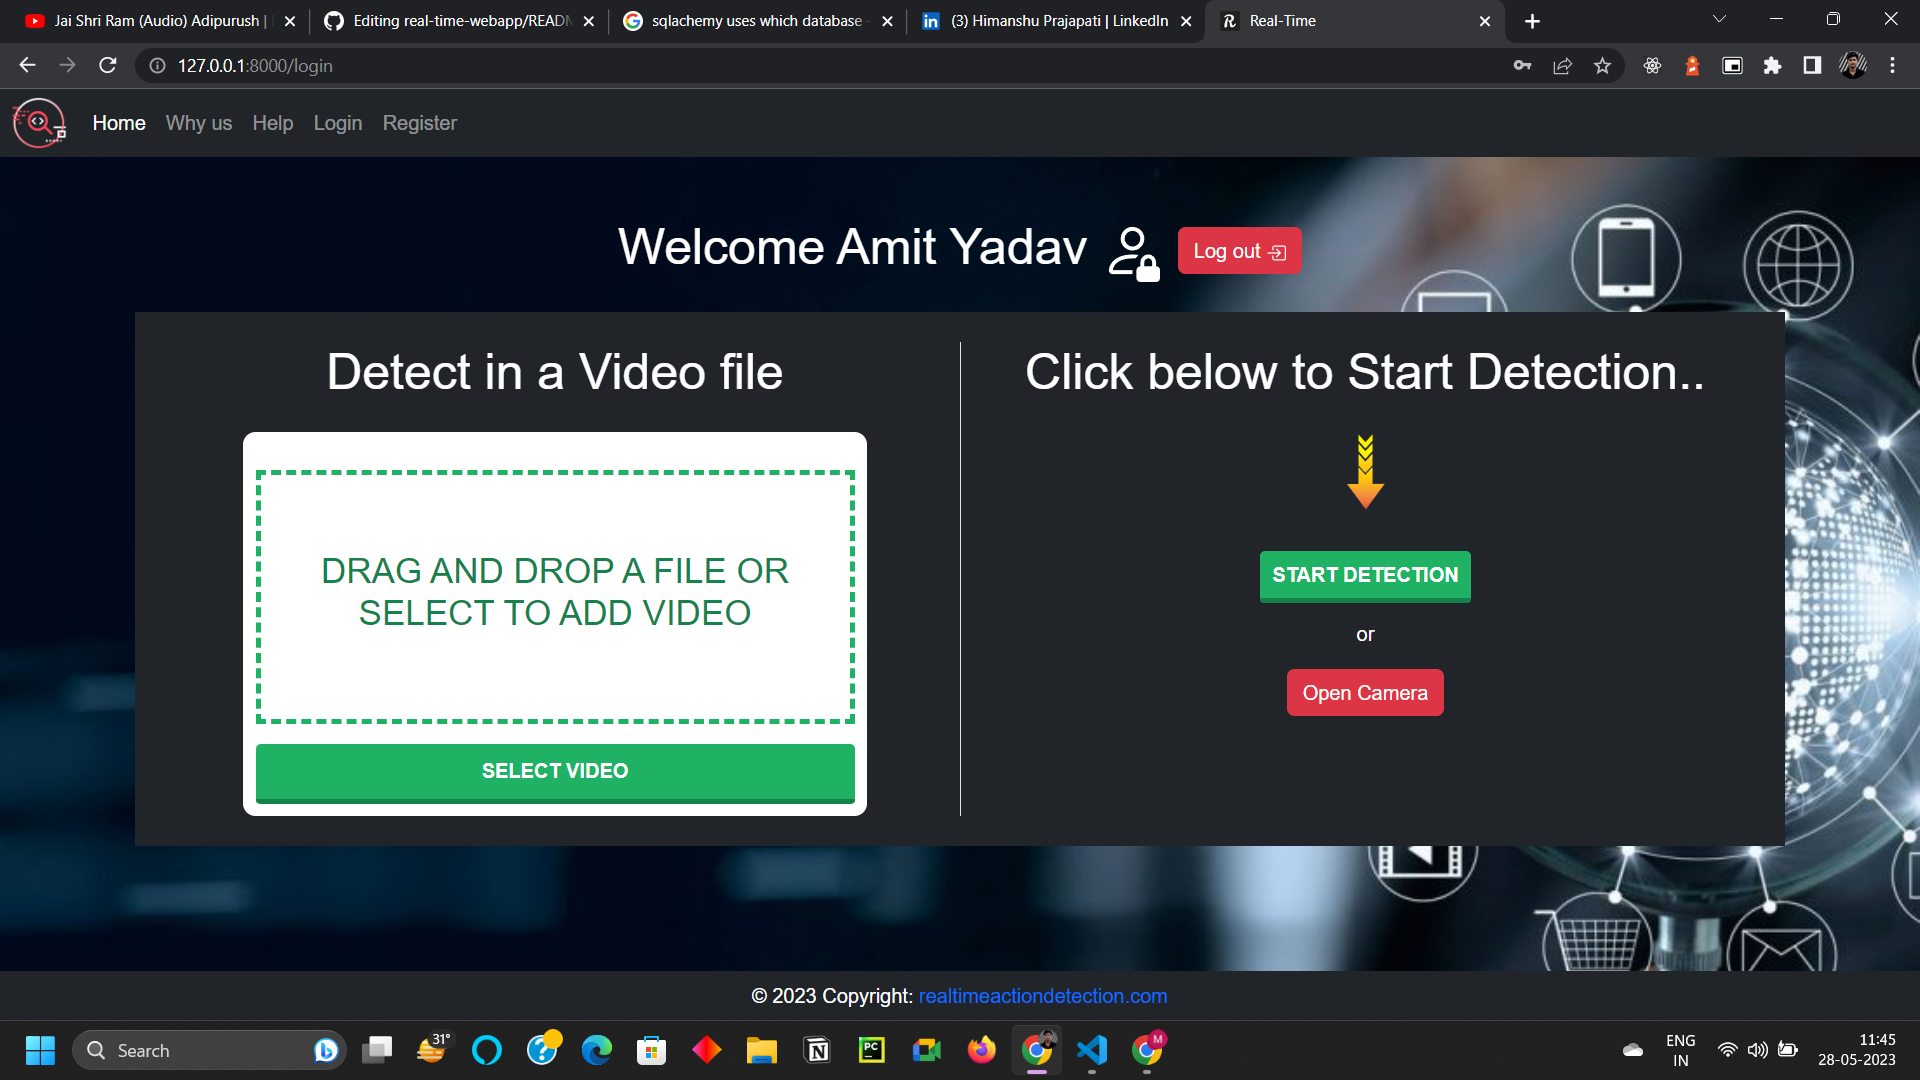 Jai Shri Ram (Audio) Adipurush |
Editing real-time-webapp/READM
sqlachemy uses which database -
(3) Himanshu Prajapati | LinkedIn
Real-Time
127.0.0.1:8000/login
Home
Why us
Help
Login
Register
Welcome Amit Yadav
Log out
Detect in a Video file
DRAG AND DROP A FILE OR
SELECT TO ADD VIDEO
SELECT VIDEO
Click below to Start Detection..
START DETECTION
or
Open Camera
© 2023 Copyright: realtimeactiondetection.com
Search
31°
PC
M
ENG
IN
11:45
28-05-2023